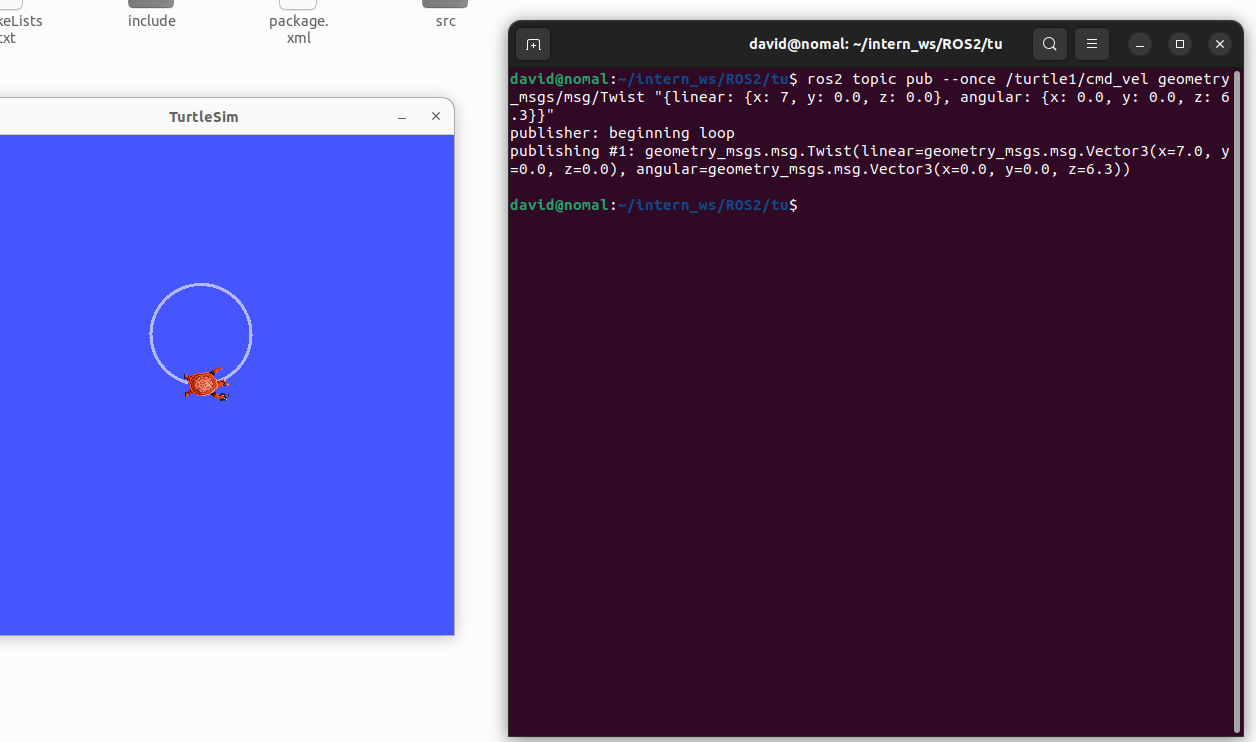 keLists
txt
include
package.
xml
src
TurtleSim
david@nomal: ~/intern_ws/ROS2/tu
david@nomal:~/intern_ws/ROS2/tu$ ros2 topic pub --once /turtle1/cmd_vel geometry
_msgs/msg/Twist "{linear: {x: 7, y: 0.0, z: 0.0}, angular: {x: 0.0, y: 0.0, z: 6
.3}}"
publisher: beginning loop
publishing #1: geometry_msgs.msg.Twist(linear=geometry_msgs.msg.Vector3(x=7.0, y
=0.0, z=0.0), angular=geometry_msgs.msg.Vector3(x=0.0, y=0.0, z=6.3))
david@nomal:~/intern_ws/ROS2/tu$